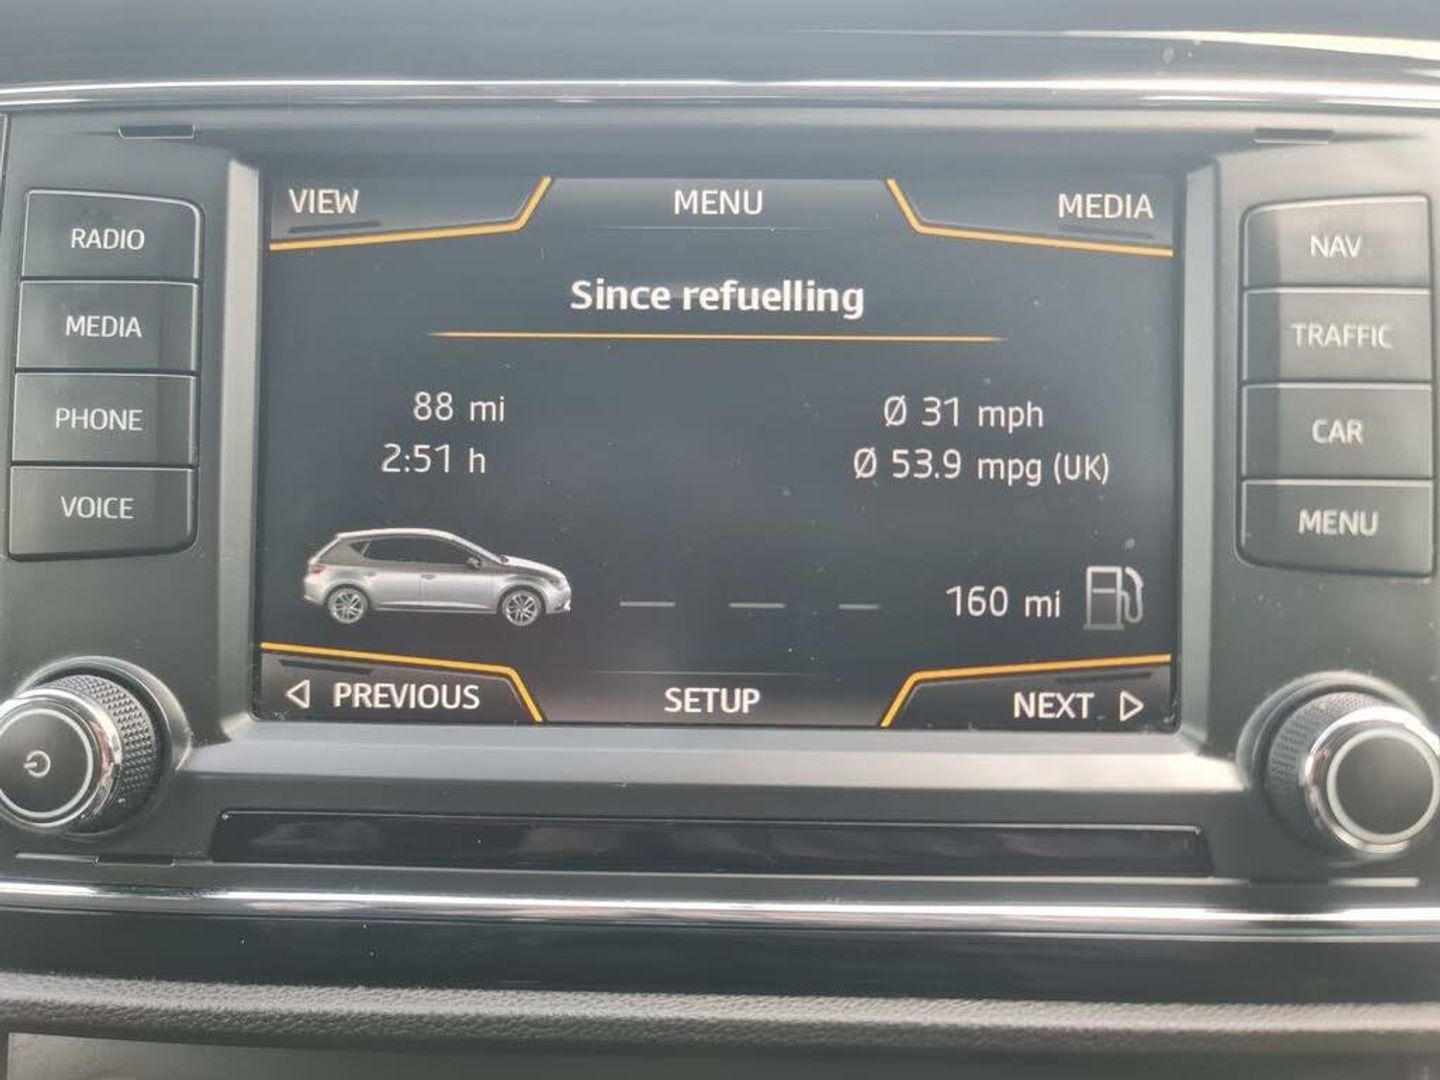 VIEW MENU MEDIA
RADIO
MEDIA
PHONE
VOICE
Since refuelling
88 mi
2:51 h
Ø 31 mph
Ø 53.9 mpg (UK)
160 mi
PREVIOUS SETUP NEXT
NAV
TRAFFIC
CAR
MENU